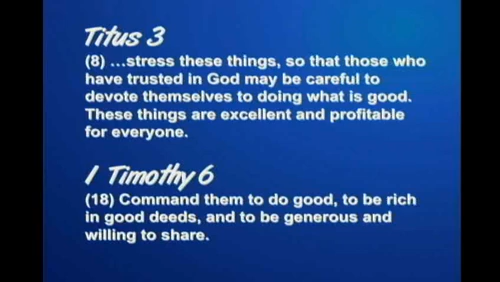 Titus 3
(8) ...stress these things, so that those who
have trusted in God may be careful to
devote themselves to doing what is good.
These things are excellent and profitable
for everyone.
1 Timothy 6
(18) Command them to do good, to be rich
in good deeds, and to be generous and
willing to share.